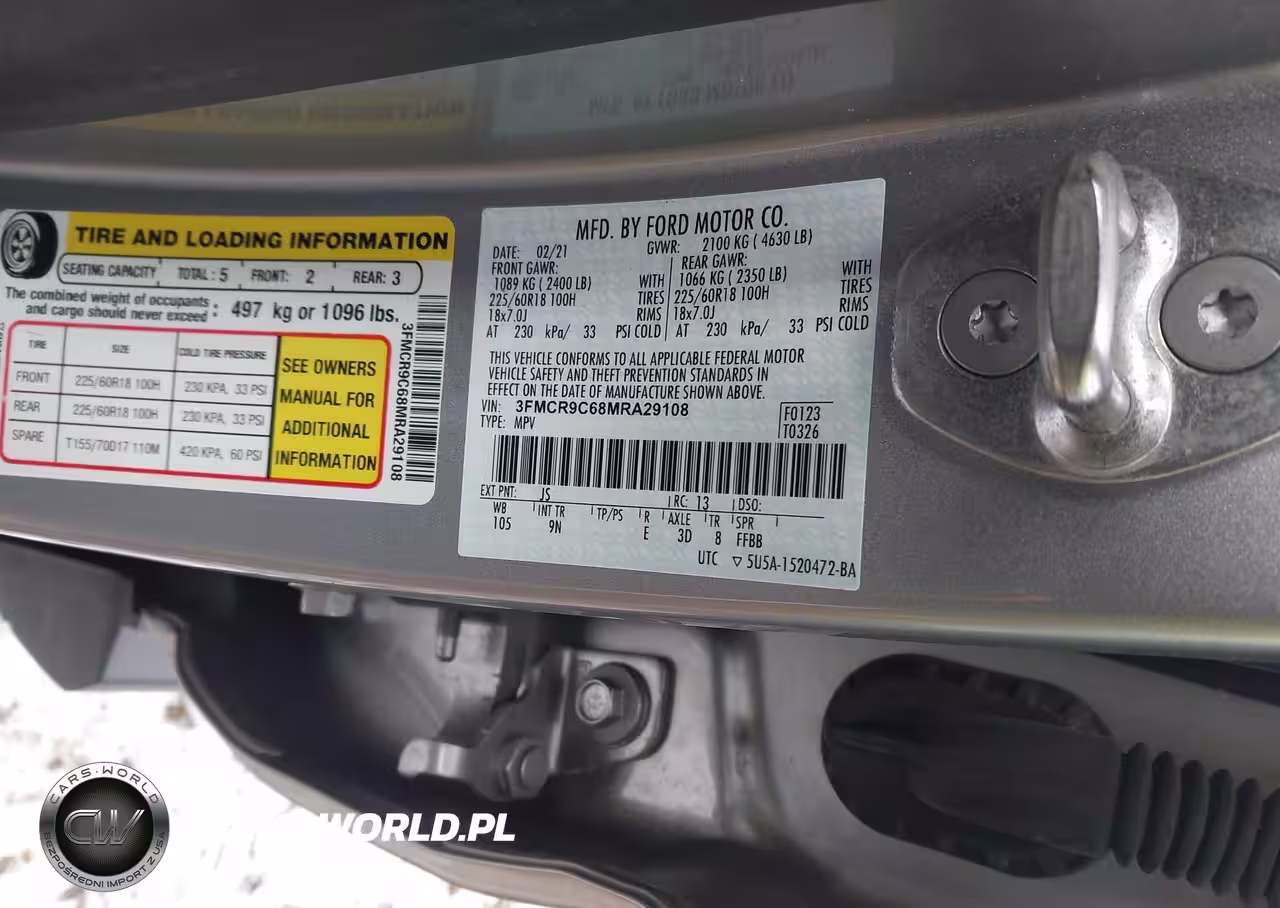 TIRE AND LOADING INFORMATION
SEATING CAPACITY TOTAL : 5 FRONT: 2 REAR: 3
The combined weight of occupants
and cargo should never exceed : 497 kg or 1096 lbs.
TIRE SIZE COLD TIRE PRESSURE
FRONT 225/60R18 100H 230 KPA, 33 PSI
REAR 225/60R18 100H 230 KPA, 33 PSI
SPARE T155/70D17 110M 420 KPA, 60 PSI
SEE OWNERS
MANUAL FOR
ADDITIONAL
INFORMATION
3FMCR9C68MRA29108
MFD. BY FORD MOTOR CO.
DATE: 02/21 GVWR: 2100 KG ( 4630 LB)
FRONT GAWR: REAR GAWR:
1089 KG ( 2400 LB) WITH 1066 KG ( 2350 LB) WITH
225/60R18 100H TIRES 225/60R18 100H TIRES
18x7.0J RIMS 18x7.0J RIMS
AT 230 kPa/ 33 PSI COLD AT 230 kPa/ 33 PSI COLD
THIS VEHICLE CONFORMS TO ALL APPLICABLE FEDERAL MOTOR
VEHICLE SAFETY AND THEFT PREVENTION STANDARDS IN
EFFECT ON THE DATE OF MANUFACTURE SHOWN ABOVE.
VIN: 3FMCR9C68MRA29108 F0123
TYPE: MPV T0326
EXT PNT: JS RC: 13 DSO:
WB INT TR TP/PS R AXLE TR SPR
105 9N E 3D 8 FFBB
UTC ▽ 5U5A-1520472-BA
CARS-WORLD
CW
BEZPOŚREDNI IMPORT Z USA
WORLD.PL